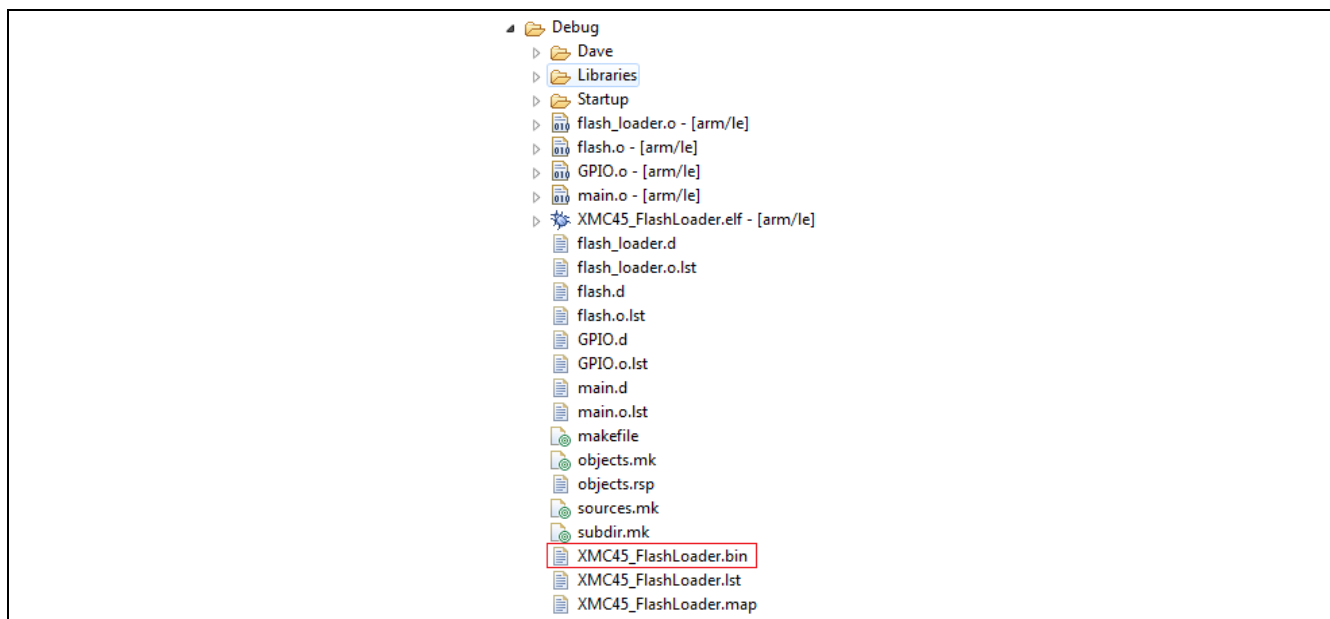 Debug
Dave
Libraries
Startup
flash_loader.o - [arm/le]
flash.o - [arm/le]
GPIO.o - [arm/le]
main.o - [arm/le]
XMC45_FlashLoader.elf - [arm/le]
flash_loader.d
flash_loader.o.lst
flash.d
flash.o.lst
GPIO.d
GPIO.o.lst
main.d
main.o.lst
makefile
objects.mk
objects.rsp
sources.mk
subdir.mk
XMC45_FlashLoader.bin
XMC45_FlashLoader.lst
XMC45_FlashLoader.map